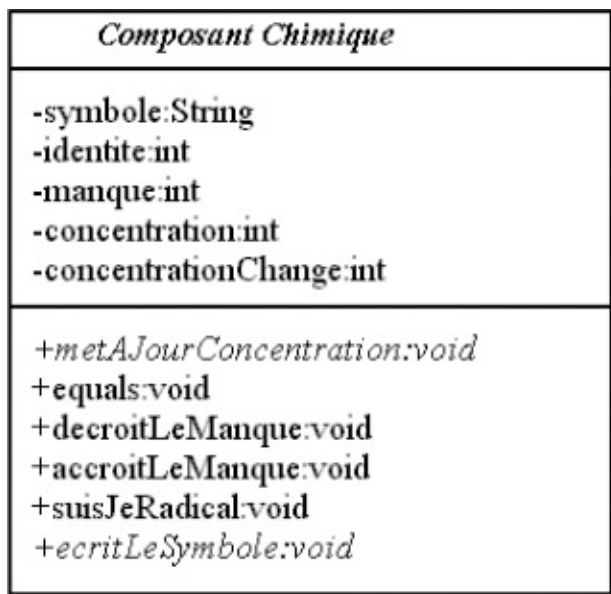 Composant Chimique
-symbole:String
-identite:int
-manque:int
-concentration:int
-concentrationChange:int
+metAJourConcentration:void
+equals:void
+decroitLeManque:void
+accroitLeManque:void
+suisJeRadical:void
+ecritLeSymbole:void